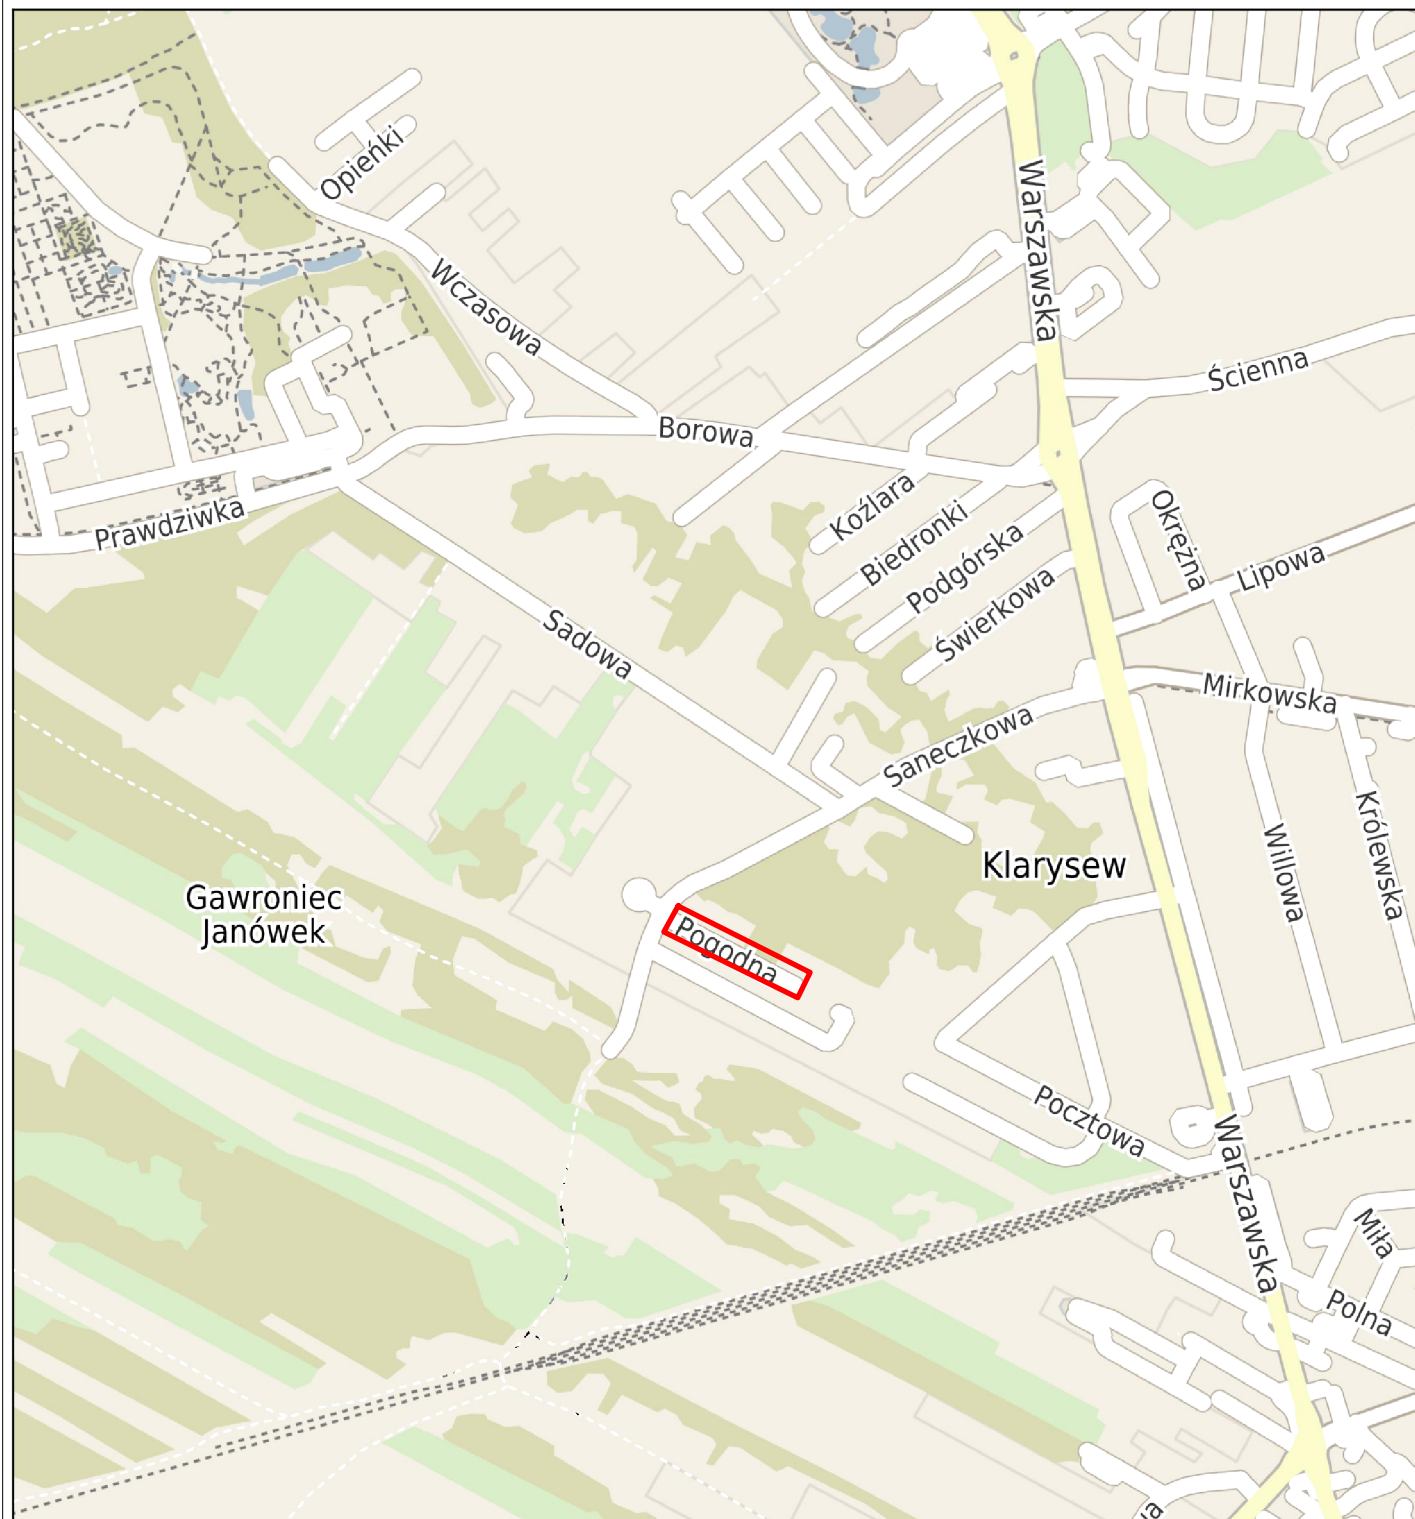 Opieńki
Warszawska
Wczasowa
Ścienna
Borowa
Koźlara
Okrężna
Prawdziwka
Biedronki
Podgórska
Lipowa
Świerkowa
Sadowa
Mirkowska
Saneczkowa
Królewska
Willowa
Klarysew
Gawroniec
Janówek
Pogodna
Pocztowa
Warszawska
Miła
Polna